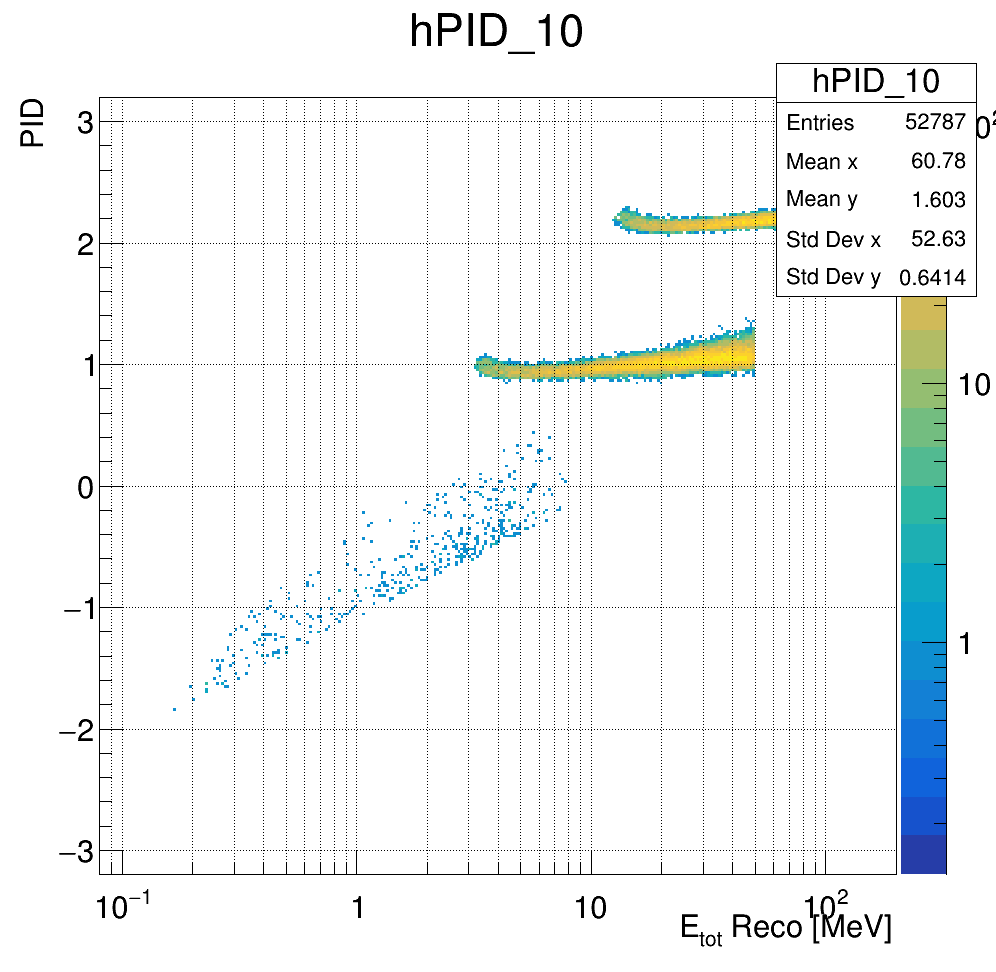 hPID_10
PID
hPID_10
Entries 52787
Mean x 60.78
Mean y 1.603
Std Dev x 52.63
Std Dev y 0.6414
3
2
1
0
−1
−2
−3
10
1
10⁻¹
1
10
10²
E_tot Reco [MeV]